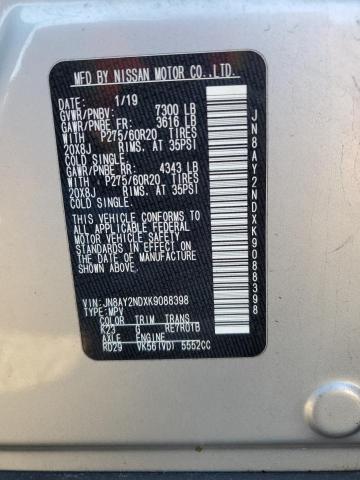 MFD BY NISSAN MOTOR CO.,LTD.
DATE: 1/19
GVWR/PNBV: 7300 LB
GAWR/PNBE FR: 3616 LB
WITH P275/60R20 TIRES
20X8J RIMS. AT 35PSI
COLD SINGLE.
GAWR/PNBE RR: 4343 LB
WITH P275/60R20 TIRES
20X8J RIMS. AT 35PSI
COLD SINGLE.
THIS VEHICLE CONFORMS TO
ALL APPLICABLE FEDERAL
MOTOR VEHICLE SAFETY
STANDARDS IN EFFECT ON
THE DATE OF MANUFACTURE
SHOWN ABOVE.
VIN:JN8AY2NDXK9088398
TYPE:MPV
COLOR TRIM TRANS
K23 G RE7R01B
AXLE ENGINE
RD29 VK56(VD) 5552CC
JN8AY2NDXK9088398